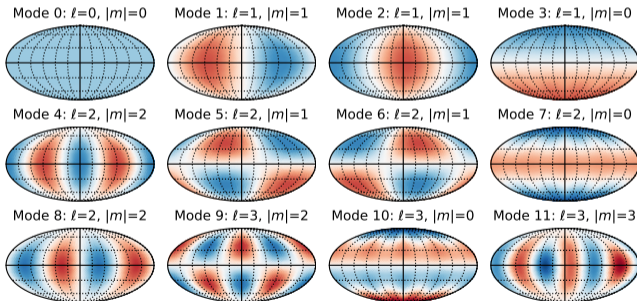 Mode 0: ℓ=0, |m|=0
Mode 1: ℓ=1, |m|=1
Mode 2: ℓ=1, |m|=1
Mode 3: ℓ=1, |m|=0
Mode 4: ℓ=2, |m|=2
Mode 5: ℓ=2, |m|=1
Mode 6: ℓ=2, |m|=1
Mode 7: ℓ=2, |m|=0
Mode 8: ℓ=2, |m|=2
Mode 9: ℓ=3, |m|=2
Mode 10: ℓ=3, |m|=0
Mode 11: ℓ=3, |m|=3